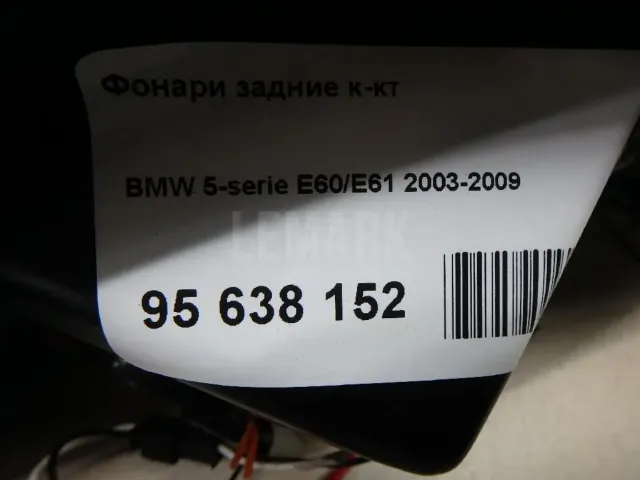 Фонари задние к-кт
BMW 5-serie E60/E61 2003-2009
LEMARK
95 638 152